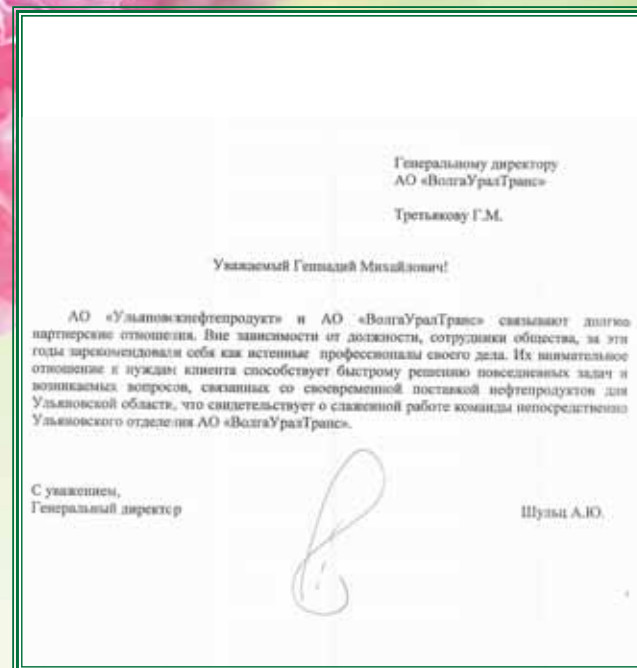 Генеральному директору
АО «ВолгаУралТранс»
Третьякову Г.М.
Уважаемый Геннадий Михайлович!
АО «Ульяновскнефтепродукт» и АО «ВолгаУралТранс» связывают долгие
партнерские отношения. Вне зависимости от должности, сотрудники общества, за эти
годы зарекомендовали себя как истенные профессионалы своего дела. Их внимательное
отношение к нуждам клиента способствует быстрому решению повседневных задач и
возникаемых вопросов, связанных со своевременной поставкой нефтепродуктов для
Ульяновской области, что свидетельствует о слаженной работе команды непосредственно
Ульяновского отделения АО «ВолгаУралТранс».
С уважением,
Генеральный директор
Шульц А.Ю.